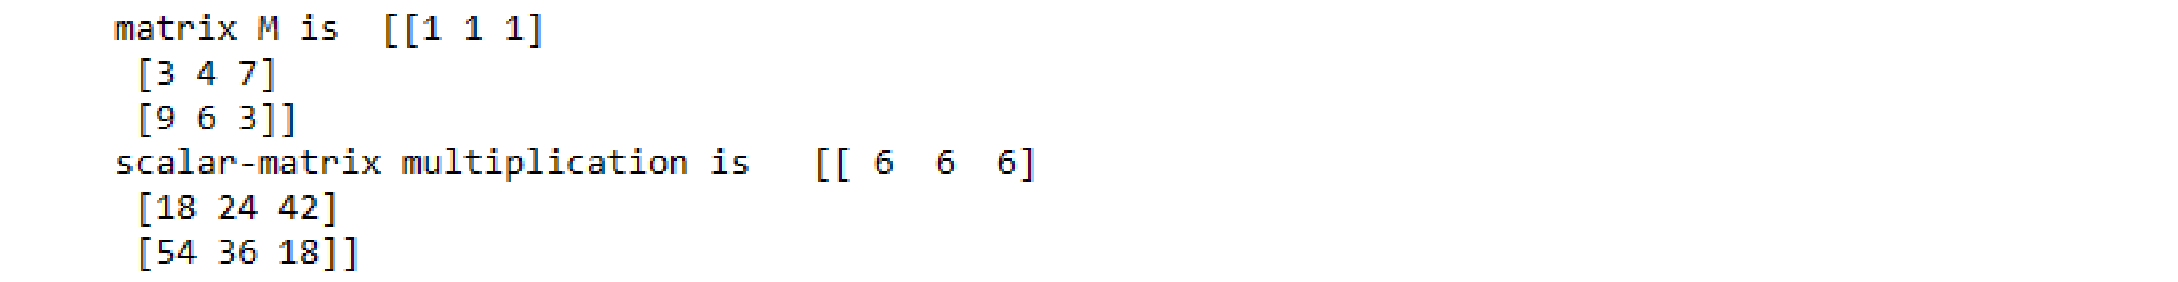 matrix M is  [[1 1 1]
 [3 4 7]
 [9 6 3]]
scalar-matrix multiplication is   [[ 6  6  6]
 [18 24 42]
 [54 36 18]]